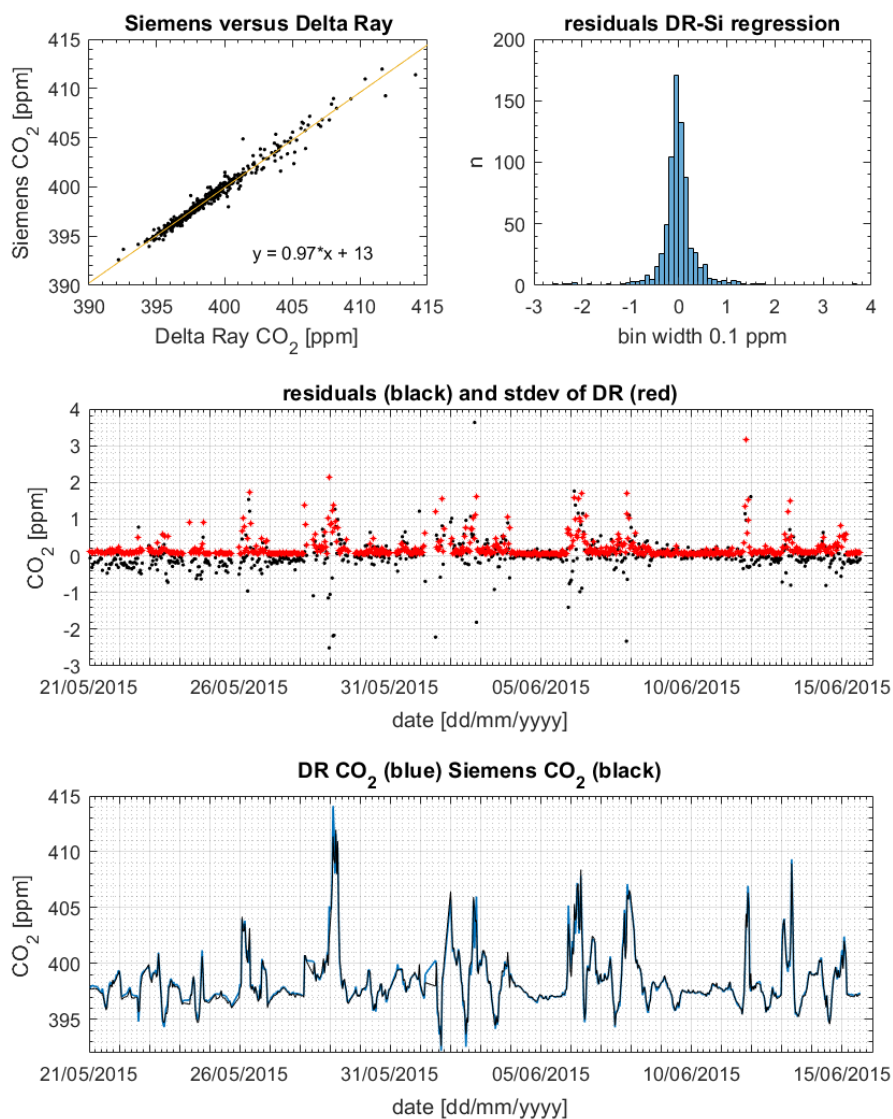 Siemens versus Delta Ray
415
410
405
400
395
390
Siemens CO2 [ppm]
y = 0.97*x + 13
390 395 400 405 410 415
Delta Ray CO2 [ppm]
residuals DR-Si regression
200
150
100
50
0
n
-3 -2 -1 0 1 2 3 4
bin width 0.1 ppm
residuals (black) and stdev of DR (red)
4
3
2
1
0
-1
-2
-3
CO2 [ppm]
21/05/2015 26/05/2015 31/05/2015 05/06/2015 10/06/2015 15/06/2015
date [dd/mm/yyyy]
DR CO2 (blue) Siemens CO2 (black)
415
410
405
400
395
CO2 [ppm]
21/05/2015 26/05/2015 31/05/2015 05/06/2015 10/06/2015 15/06/2015
date [dd/mm/yyyy]